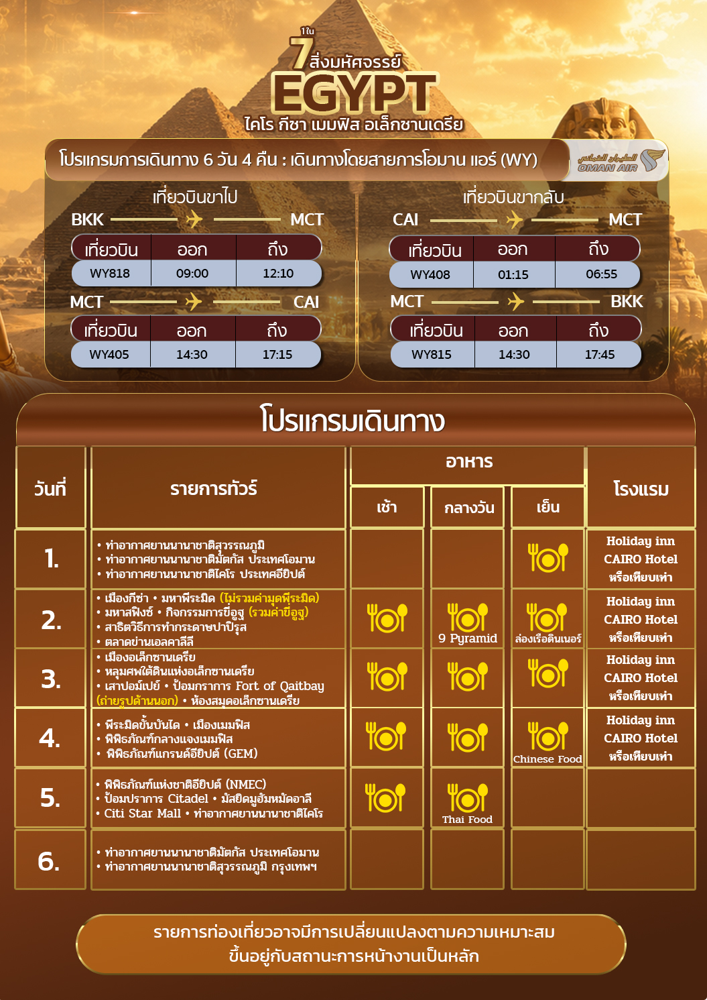 1 ใน
7 สิ่งมหัศจรรย์
EGYPT
ไคโร กีซา เมมฟิส อเล็กซานเดรีย
โปรแกรมการเดินทาง 6 วัน 4 คืน : เดินทางโดยสายการโอมาน แอร์ (WY)
الطيران العماني
OMAN AIR
เที่ยวบินขาไป
BKK MCT
เที่ยวบิน ออก ถึง
WY818 09:00 12:10
MCT CAI
เที่ยวบิน ออก ถึง
WY405 14:30 17:15
เที่ยวบินขากลับ
CAI MCT
เที่ยวบิน ออก ถึง
WY408 01:15 06:55
MCT BKK
เที่ยวบิน ออก ถึง
WY815 14:30 17:45
โปรแกรมเดินทาง
วันที่ รายการทัวร์ อาหาร โรงแรม
เช้า กลางวัน เย็น
1.
• ท่าอากาศยานนานาชาติสุวรรณภูมิ
• ท่าอากาศยานนานาชาติมัตกัส ประเทศโอมาน
• ท่าอากาศยานนานาชาติไคโร ประเทศอียิปต์
Holiday inn
CAIRO Hotel
หรือเทียบเท่า
2.
• เมืองกีซ่า • มหาพีระมิด (ไม่รวมค่ามุดพีระมิด)
• มหาสฟิงซ์ • กิจกรรมการขี่อูฐ (รวมค่าขี่อูฐ)
• สาธิตวิธีการทำกระดาษปาปิรุส
• ตลาดข่านเอลคาลีลี
9 Pyramid
ล่องเรือดินเนอร์
Holiday inn
CAIRO Hotel
หรือเทียบเท่า
3.
• เมืองอเล็กซานเดรีย
• หลุมศพใต้ดินแห่งอเล็กซานเดรีย
• เสาปอม์เปย์ • ป้อมกราการ Fort of Qaitbay
(ถ่ายรูปด้านนอก) • ห้องสมุดอเล็กซานเดรีย
Holiday inn
CAIRO Hotel
หรือเทียบเท่า
4.
• พีระมิดขั้นบันได • เมืองเมมฟิส
• พิพิธภัณฑ์กลางแจงเมมฟิส
• พิพิธภัณฑ์แกรนด์อียิปต์ (GEM)
Chinese Food
Holiday inn
CAIRO Hotel
หรือเทียบเท่า
5.
• พิพิธภัณฑ์แห่งชาติอียิปต์ (NMEC)
• ป้อมปราการ Citadel • มัสยิดมูฮัมหมัดอาลี
• Citi Star Mall • ท่าอากาศยานนานาชาติไคโร
Thai Food
6.
• ท่าอากาศยานนานาชาติมัตกัส ประเทศโอมาน
• ท่าอากาศยานนานาชาติสุวรรณภูมิ กรุงเทพฯ
รายการท่องเที่ยวอาจมีการเปลี่ยนแปลงตามความเหมาะสม
ขึ้นอยู่กับสถานะการหน้างานเป็นหลัก